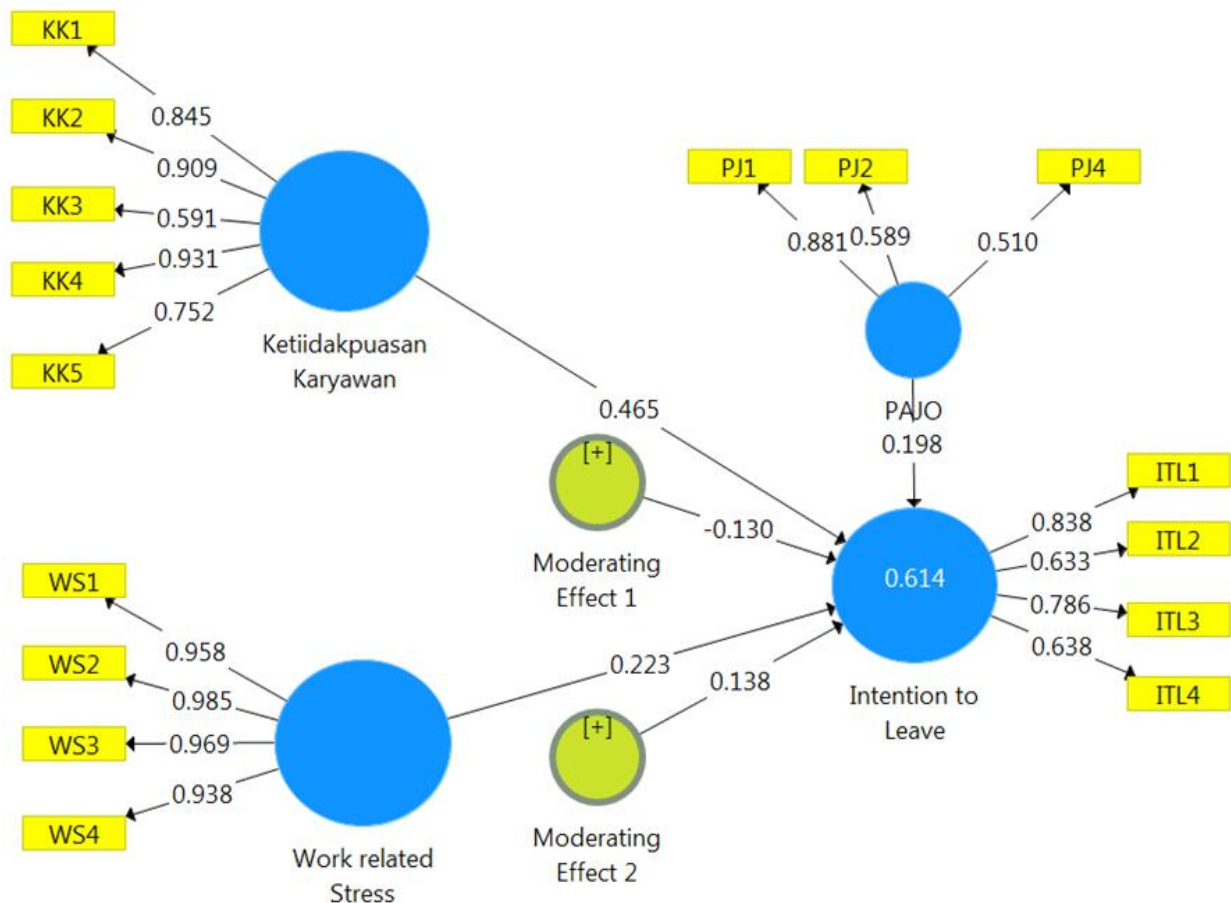 KK1
0.845
KK2
0.909
KK3
0.591
KK4
0.931
KK5
0.752
Ketiidakpuasan
Karyawan
PJ1
PJ2
PJ4
0.881
0.589
0.510
PAJO
0.198
0.465
[+]
-0.130
Moderating
Effect 1
WS1
0.958
WS2
0.985
WS3
0.969
WS4
0.938
Work related
Stress
0.223
[+]
0.138
Moderating
Effect 2
0.614
Intention to
Leave
ITL1
0.838
ITL2
0.633
ITL3
0.786
ITL4
0.638